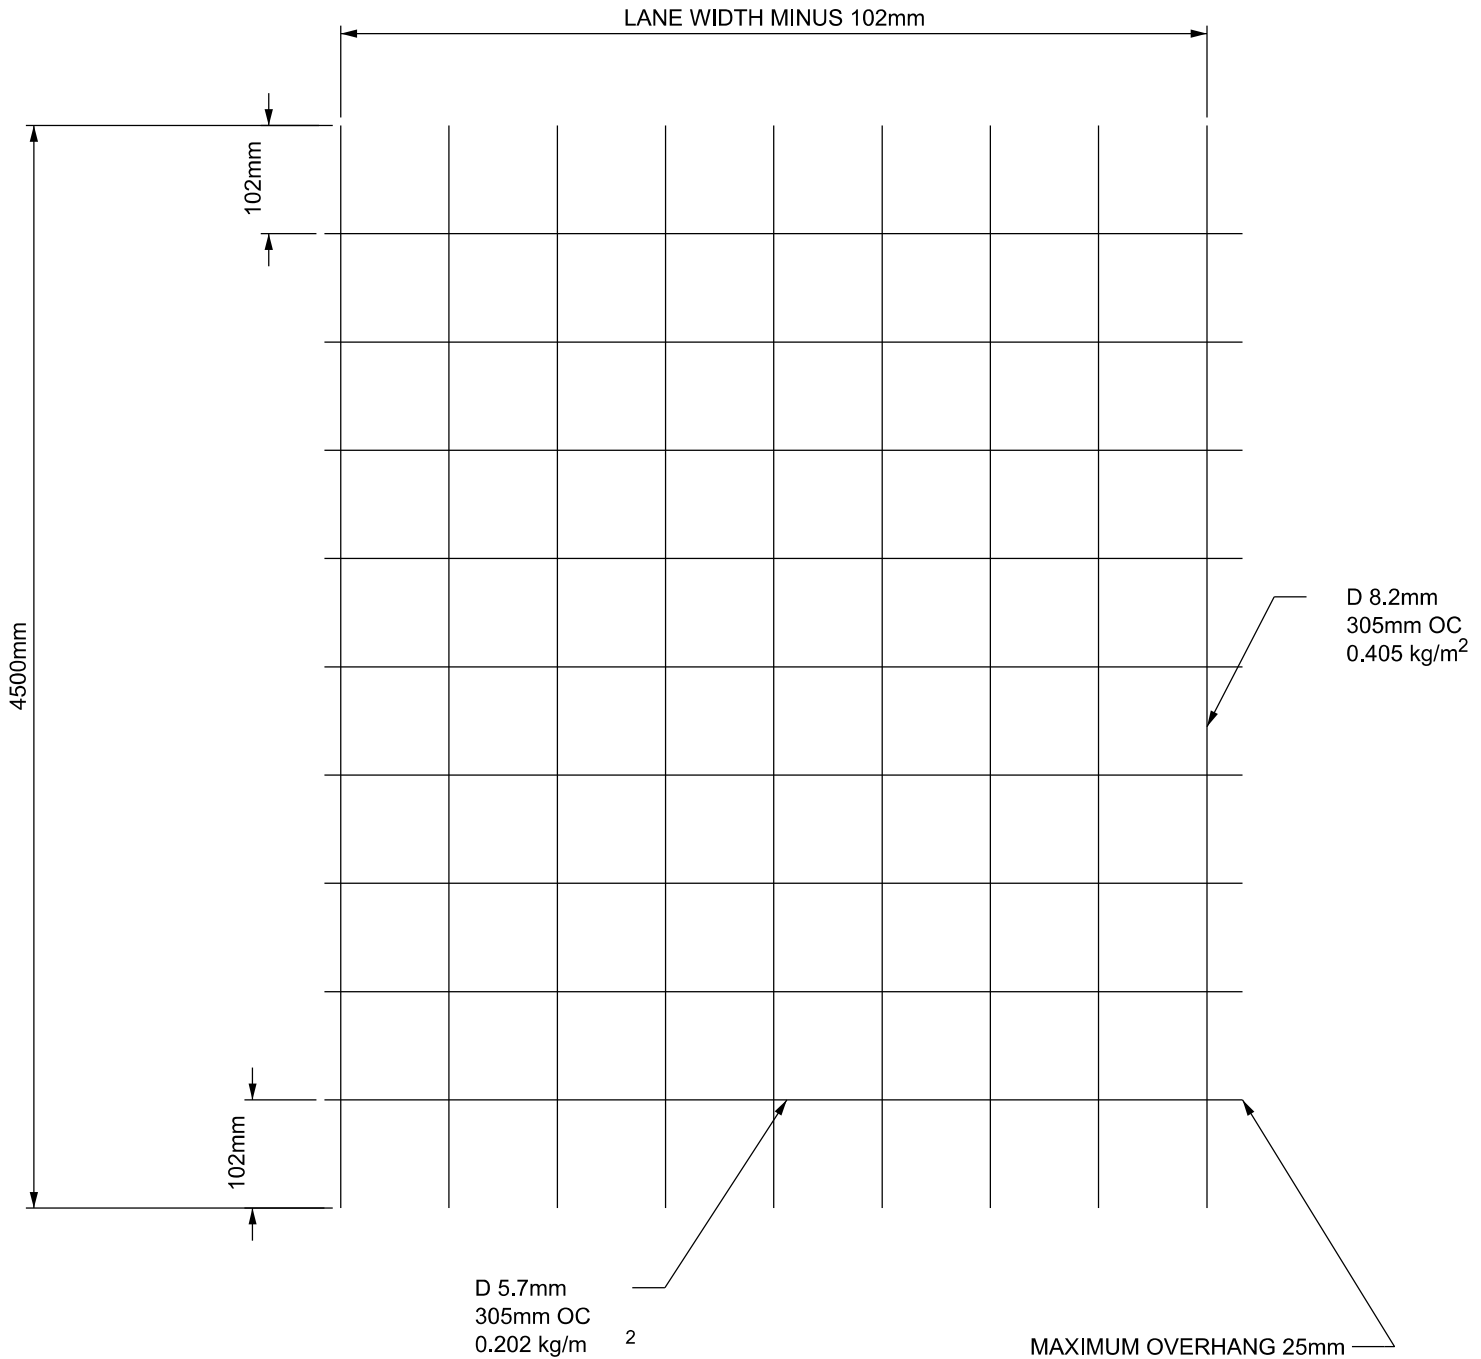 LANE WIDTH MINUS 102mm
102mm
4500mm
D 8.2mm
305mm OC
0.405 kg/m²
102mm
D 5.7mm
305mm OC
0.202 kg/m 2
MAXIMUM OVERHANG 25mm